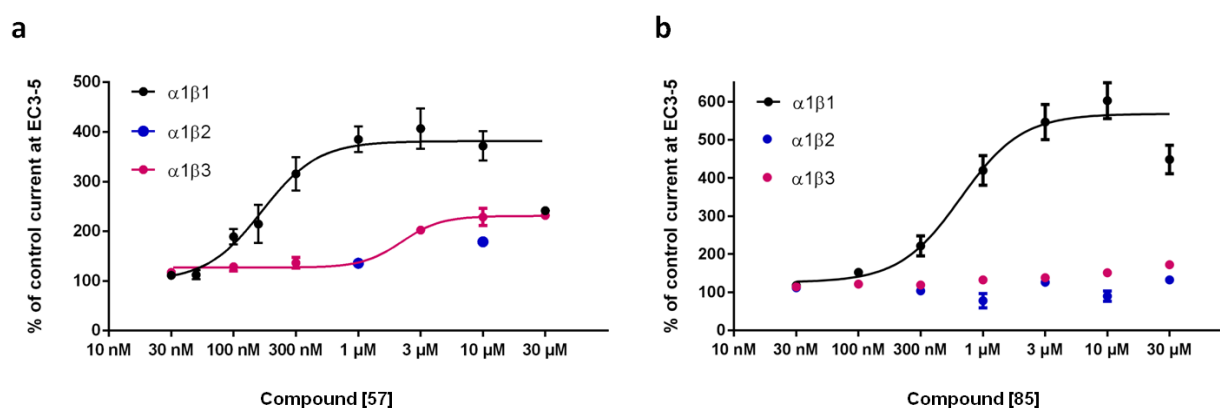 a
% of control current at EC3-5
500
400
300
200
100
0
α1β1
α1β2
α1β3
10 nM 30 nM 100 nM 300 nM 1 µM 3 µM 10 µM 30 µM
Compound [57]
b
% of control current at EC3-5
600
500
400
300
200
100
0
α1β1
α1β2
α1β3
10 nM 30 nM 100 nM 300 nM 1 µM 3 µM 10 µM 30 µM
Compound [85]